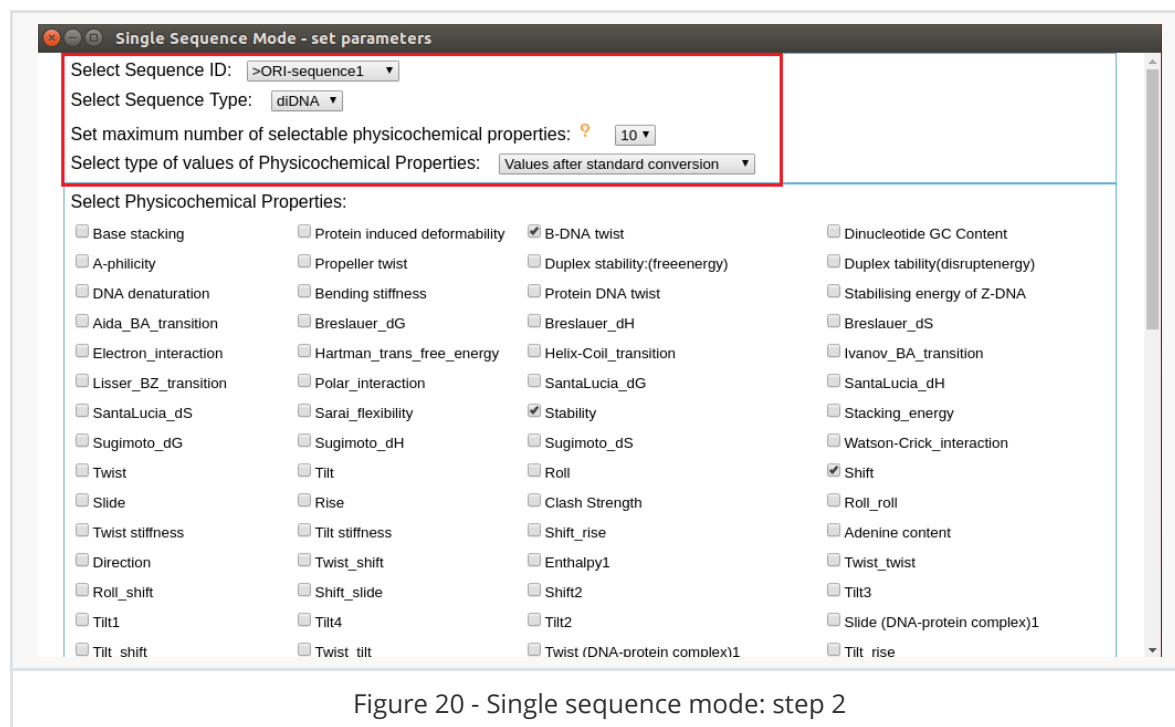 Single Sequence Mode - set parameters
Select Sequence ID: >ORI-sequence1
Select Sequence Type: diDNA
Set maximum number of selectable physicochemical properties: ? 10
Select type of values of Physicochemical Properties: Values after standard conversion
Select Physicochemical Properties:
Base stacking Protein induced deformability B-DNA twist Dinucleotide GC Content
A-philicity Propeller twist Duplex stability:(freeenergy) Duplex tability(disruptenergy)
DNA denaturation Bending stiffness Protein DNA twist Stabilising energy of Z-DNA
Aida_BA_transition Breslauer_dG Breslauer_dH Breslauer_dS
Electron_interaction Hartman_trans_free_energy Helix-Coil_transition Ivanov_BA_transition
Lisser_BZ_transition Polar_interaction SantaLucia_dG SantaLucia_dH
SantaLucia_dS Sarai_flexibility Stability Stacking_energy
Sugimoto_dG Sugimoto_dH Sugimoto_dS Watson-Crick_interaction
Twist Tilt Roll Shift
Slide Rise Clash Strength Roll_roll
Twist stiffness Tilt stiffness Shift_rise Adenine content
Direction Twist_shift Enthalpy1 Twist_twist
Roll_shift Shift_slide Shift2 Tilt3
Tilt1 Tilt4 Tilt2 Slide (DNA-protein complex)1
Tilt_shift Twist_tilt Twist (DNA-protein complex)1 Tilt_rise
Figure 20 - Single sequence mode: step 2